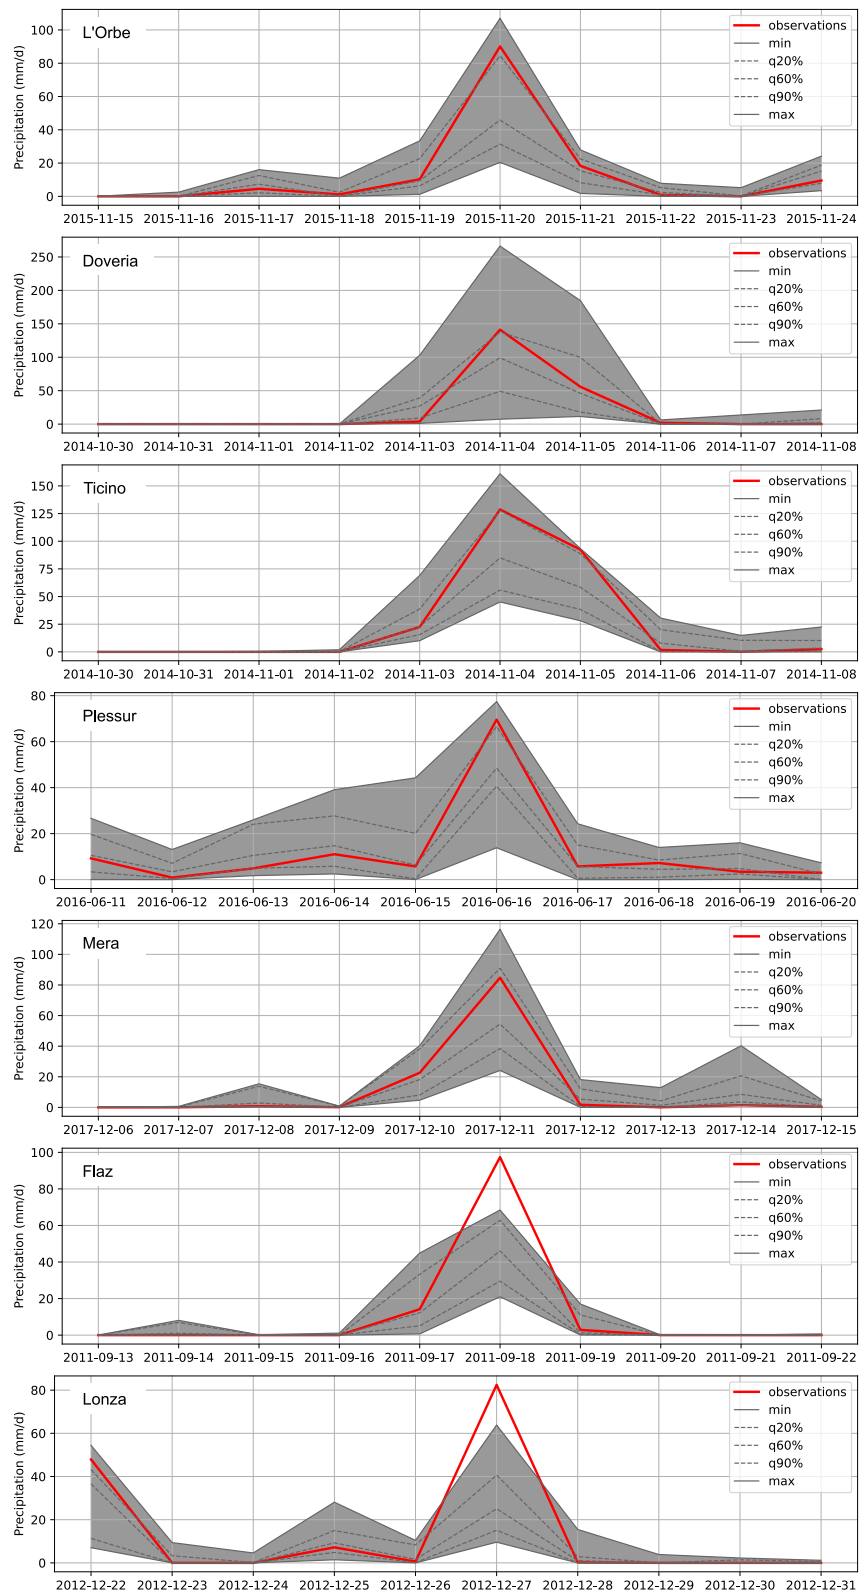 L'Orbe
Precipitation (mm/d)
100
80
60
40
20
0
observations
min
q20%
q60%
q90%
max
2015-11-15 2015-11-16 2015-11-17 2015-11-18 2015-11-19 2015-11-20 2015-11-21 2015-11-22 2015-11-23 2015-11-24
Doveria
Precipitation (mm/d)
250
200
150
100
50
0
observations
min
q20%
q60%
q90%
max
2014-10-30 2014-10-31 2014-11-01 2014-11-02 2014-11-03 2014-11-04 2014-11-05 2014-11-06 2014-11-07 2014-11-08
Ticino
Precipitation (mm/d)
150
125
100
75
50
25
0
observations
min
q20%
q60%
q90%
max
2014-10-30 2014-10-31 2014-11-01 2014-11-02 2014-11-03 2014-11-04 2014-11-05 2014-11-06 2014-11-07 2014-11-08
Plessur
Precipitation (mm/d)
80
60
40
20
0
observations
min
q20%
q60%
q90%
max
2016-06-11 2016-06-12 2016-06-13 2016-06-14 2016-06-15 2016-06-16 2016-06-17 2016-06-18 2016-06-19 2016-06-20
Mera
Precipitation (mm/d)
120
100
80
60
40
20
0
observations
min
q20%
q60%
q90%
max
2017-12-06 2017-12-07 2017-12-08 2017-12-09 2017-12-10 2017-12-11 2017-12-12 2017-12-13 2017-12-14 2017-12-15
Flaz
Precipitation (mm/d)
100
80
60
40
20
0
observations
min
q20%
q60%
q90%
max
2011-09-13 2011-09-14 2011-09-15 2011-09-16 2011-09-17 2011-09-18 2011-09-19 2011-09-20 2011-09-21 2011-09-22
Lonza
Precipitation (mm/d)
80
60
40
20
0
observations
min
q20%
q60%
q90%
max
2012-12-22 2012-12-23 2012-12-24 2012-12-25 2012-12-26 2012-12-27 2012-12-28 2012-12-29 2012-12-30 2012-12-31